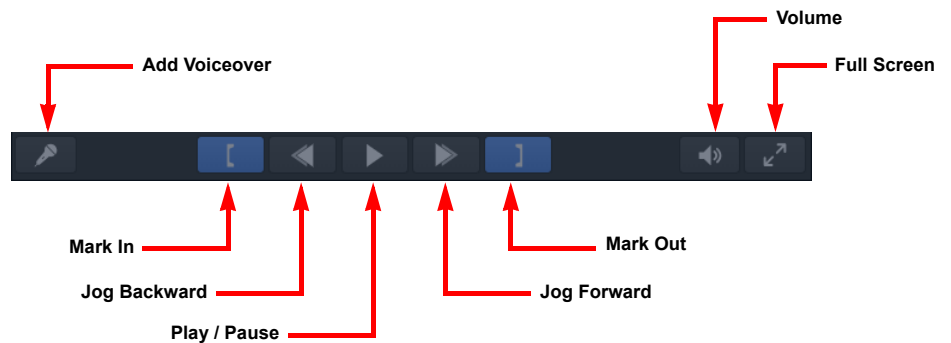 Volume
Add Voiceover
Full Screen
[
]
Mark In
Mark Out
Jog Backward
Jog Forward
Play / Pause